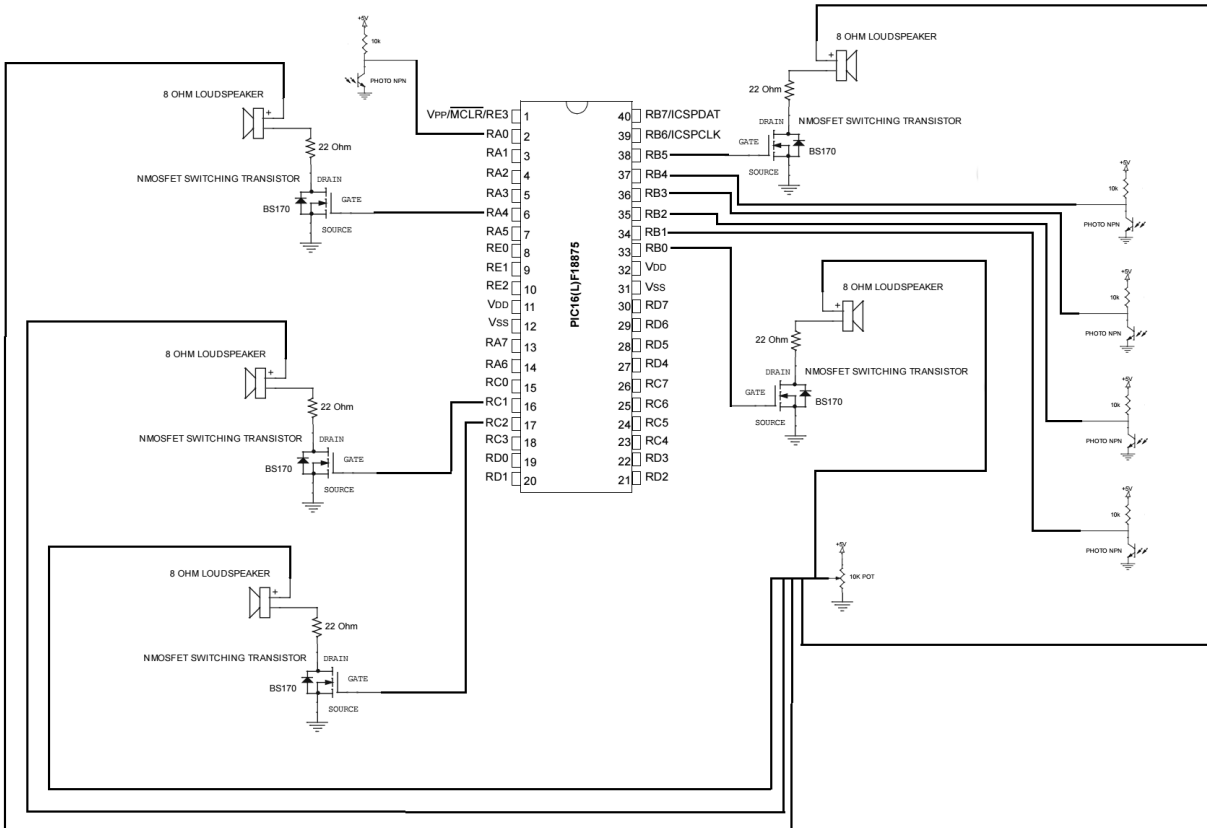 +5V
10k
PHOTO NPN
8 OHM LOUDSPEAKER
+
22 Ohm
DRAIN
NMOSFET SWITCHING TRANSISTOR
GATE
BS170
SOURCE
8 OHM LOUDSPEAKER
+
22 Ohm
NMOSFET SWITCHING TRANSISTOR
DRAIN
GATE
BS170
SOURCE
8 OHM LOUDSPEAKER
+
22 Ohm
NMOSFET SWITCHING TRANSISTOR
DRAIN
GATE
BS170
SOURCE
8 OHM LOUDSPEAKER
+
22 Ohm
NMOSFET SWITCHING TRANSISTOR
DRAIN
GATE
BS170
SOURCE
VPP/MCLR/RE3 1
RA0 2
RA1 3
RA2 4
RA3 5
RA4 6
RA5 7
RE0 8
RE1 9
RE2 10
VDD 11
VSS 12
RA7 13
RA6 14
RC0 15
RC1 16
RC2 17
RC3 18
RD0 19
RD1 20
PIC16(L)F18875
40 RB7/ICSPDAT
39 RB6/ICSPCLK
38 RB5
37 RB4
36 RB3
35 RB2
34 RB1
33 RB0
32 VDD
31 VSS
30 RD7
29 RD6
28 RD5
27 RD4
26 RC7
25 RC6
24 RC5
23 RC4
22 RD3
21 RD2
8 OHM LOUDSPEAKER
+
22 Ohm
DRAIN
NMOSFET SWITCHING TRANSISTOR
GATE
BS170
SOURCE
+5V
10k
PHOTO NPN
+5V
10k
PHOTO NPN
+5V
10k
PHOTO NPN
+5V
10k
PHOTO NPN
+5V
10K POT